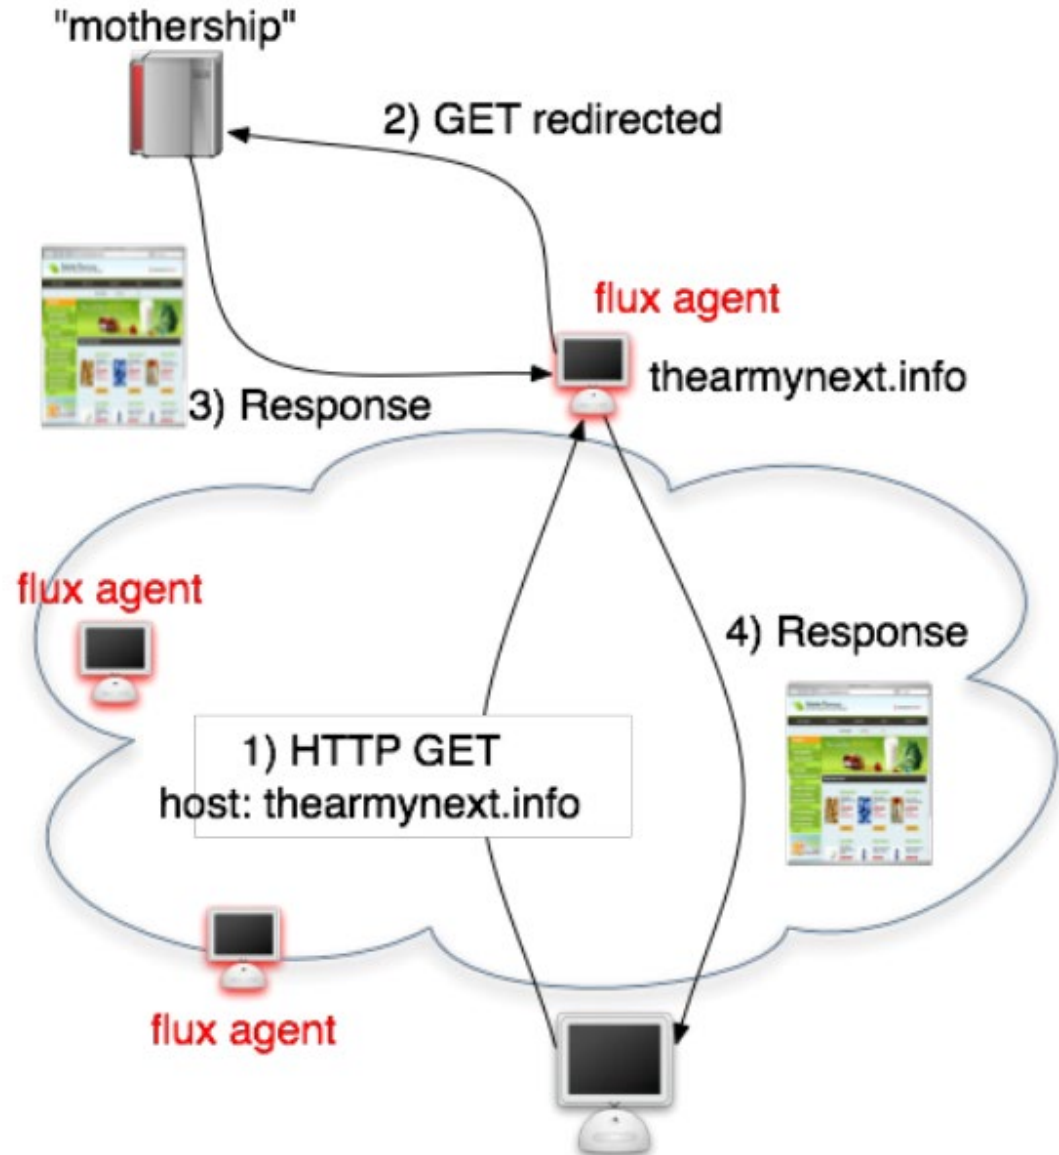 "mothership"
2) GET redirected
flux agent
thearmynext.info
3) Response
flux agent
4) Response
1) HTTP GET
host: thearmynext.info
flux agent